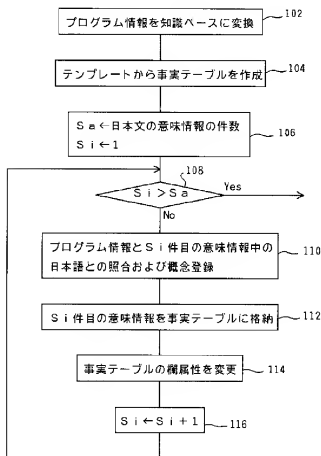 プログラム情報を知識ベースに変換
102
テンプレートから事実テーブルを作成
104
Sa←日本文の意味情報の件数
Si←1
106
108
Si>Sa
Yes
No
プログラム情報とSi件目の意味情報中の
日本語との照合および概念登録
110
Si件目の意味情報を事実テーブルに格納
112
事実テーブルの欄属性を変更
114
Si←Si+1
116